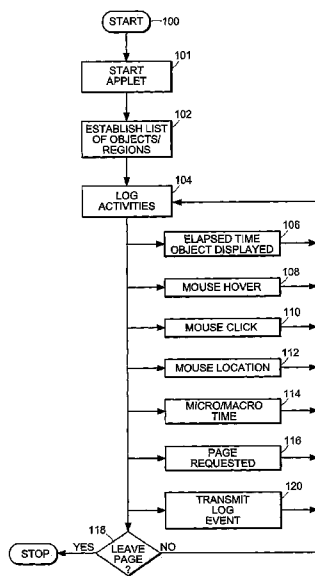 START
100
101
START
APPLET
102
ESTABLISH LIST
OF OBJECTS/
REGIONS
104
LOG
ACTIVITIES
106
ELAPSED TIME
OBJECT DISPLAYED
108
MOUSE HOVER
110
MOUSE CLICK
112
MOUSE LOCATION
114
MICRO/MACRO
TIME
116
PAGE
REQUESTED
120
TRANSMIT
LOG
EVENT
118
STOP
YES
LEAVE
PAGE
?
NO